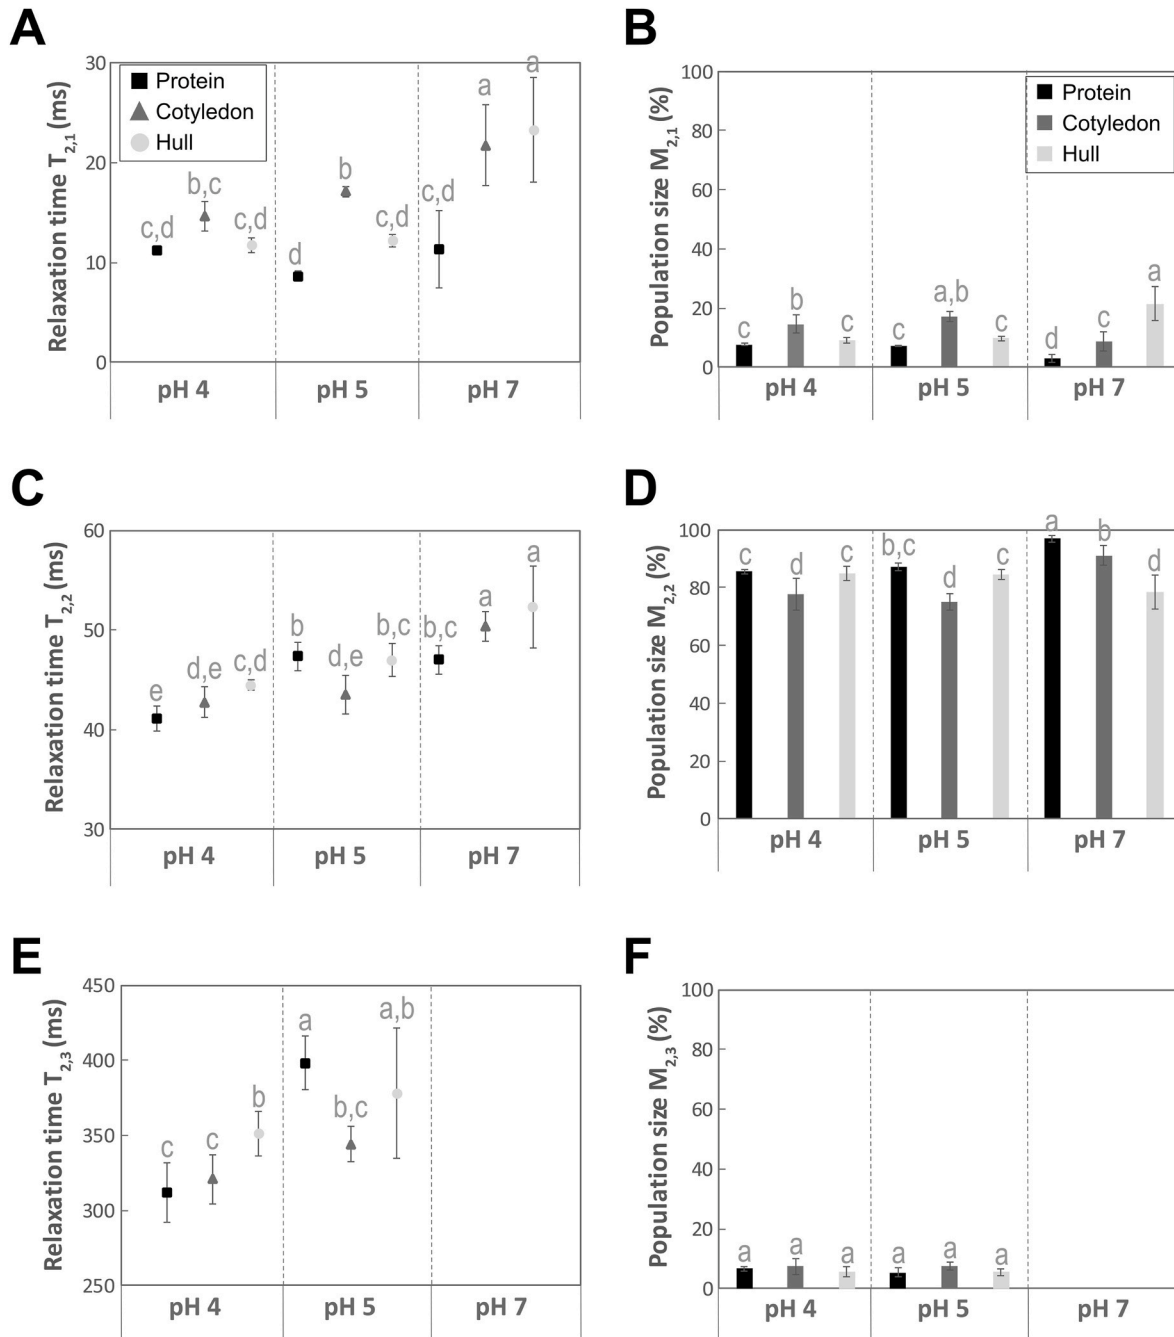 A
Relaxation time T2,1 (ms)
30
20
10
0
Protein
Cotyledon
Hull
c,d
b,c
c,d
d
b
c,d
c,d
a
a
pH 4
pH 5
pH 7
B
Population size M2,1 (%)
100
80
60
40
20
0
Protein
Cotyledon
Hull
c
b
c
c
a,b
c
d
c
a
pH 4
pH 5
pH 7
C
Relaxation time T2,2 (ms)
60
50
40
30
e
d,e
c,d
b
d,e
b,c
b,c
a
a
pH 4
pH 5
pH 7
D
Population size M2,2 (%)
100
80
60
40
20
0
c
d
c
b,c
d
c
a
b
d
pH 4
pH 5
pH 7
E
Relaxation time T2,3 (ms)
450
400
350
300
250
c
c
b
a
b,c
a,b
pH 4
pH 5
pH 7
F
Population size M2,3 (%)
100
80
60
40
20
0
a
a
a
a
a
a
pH 4
pH 5
pH 7